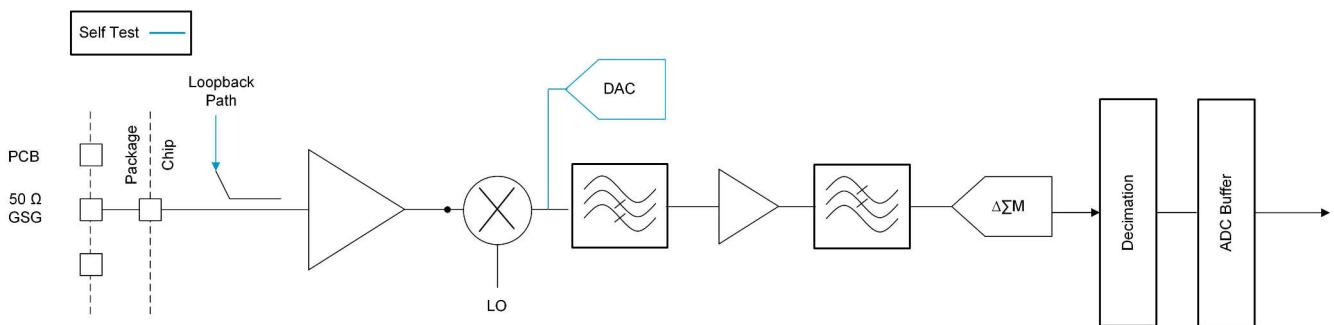 Self Test
Loopback
Path
DAC
PCB
Package
Chip
50 Ω
GSG
LO
ΔΣM
Decimation
ADC Buffer